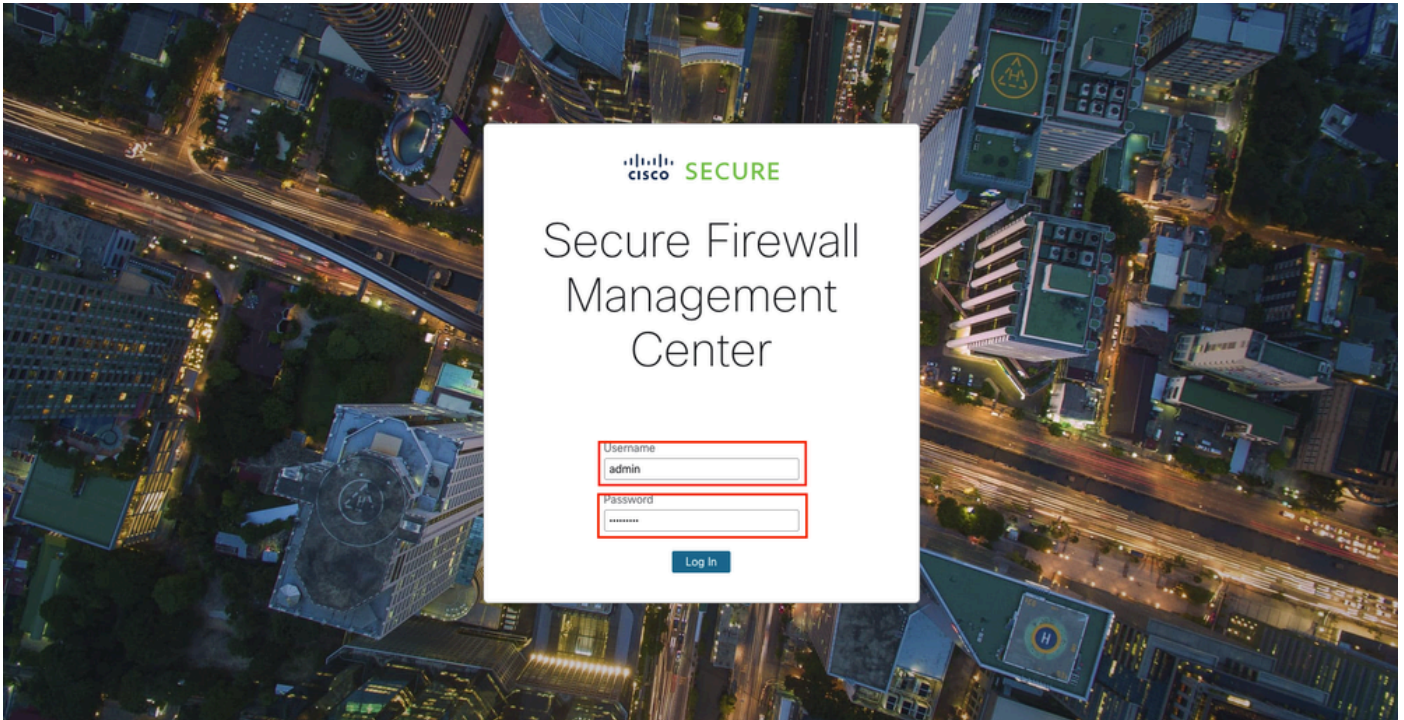 CISCO SECURE
Secure Firewall
Management
Center
Username
admin
Password
.........
Log In
H